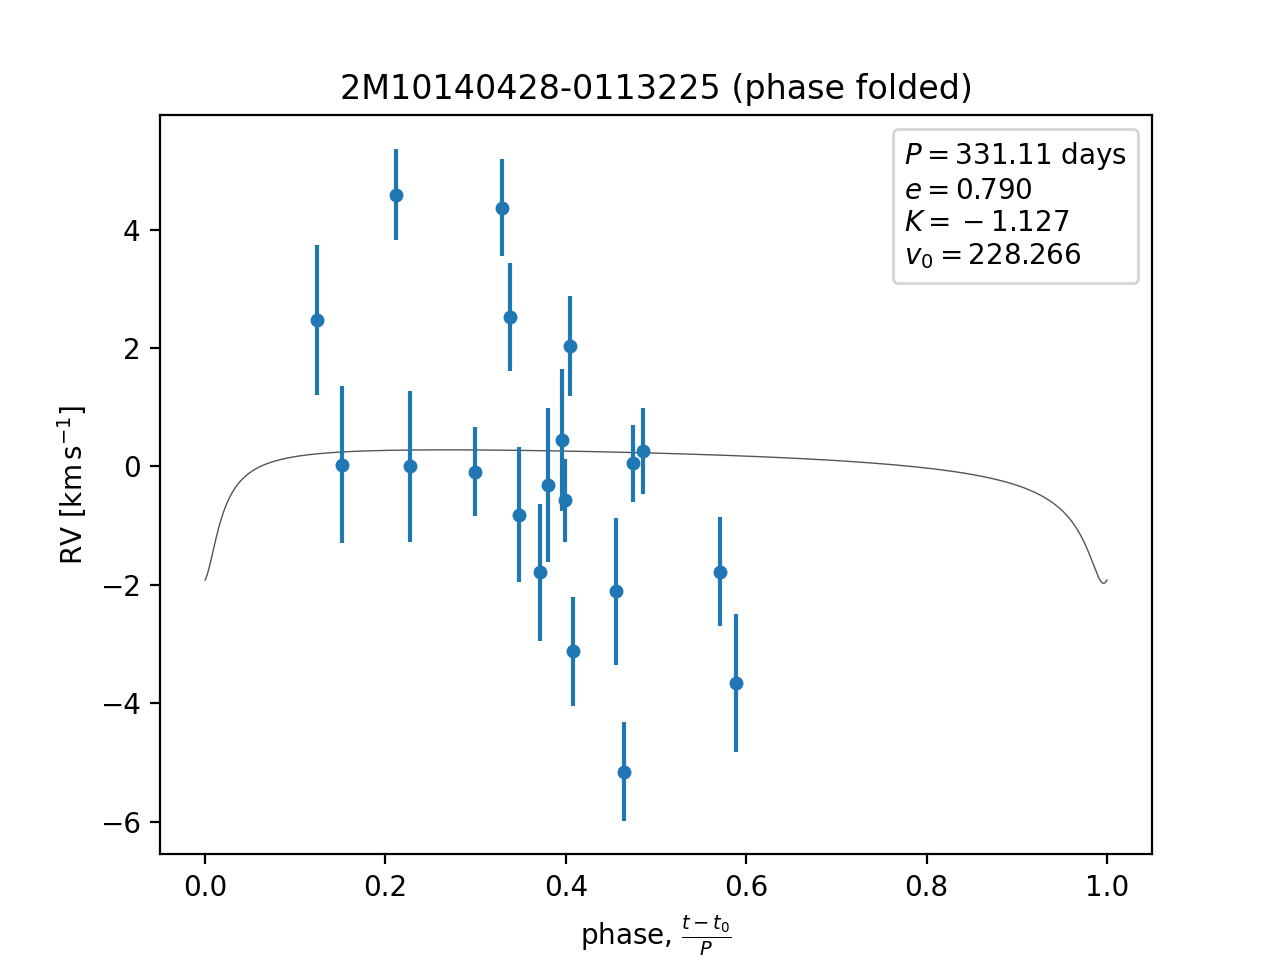 2M10140428-0113225 (phase folded)
P = 331.11 days
e = 0.790
K = −1.127
v₀ = 228.266
4
2
0
−2
−4
−6
RV [km s⁻¹]
0.0 0.2 0.4 0.6 0.8 1.0
phase, (t − t₀)/P